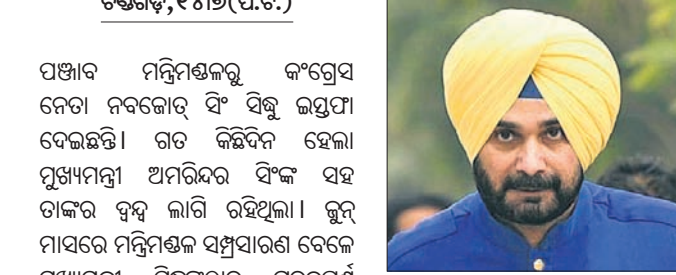 ପଞ୍ଜାବ ମନ୍ତ୍ରିମଣ୍ଡଳରୁ କଂଗ୍ରେସ
ନେତା ନବଜୋତ୍ ସିଂ ସିଦ୍ଧୁ ଇସ୍ତଫା
ଦେଇଛନ୍ତି। ଗତ କିଛିଦିନ ହେଲା
ମୁଖ୍ୟମନ୍ତ୍ରୀ ଅମରିନ୍ଦର ସିଂଙ୍କ ସହ
ତାଙ୍କର ଦ୍ୱନ୍ଦ୍ୱ ଲାଗି ରହିଥିଲା। ଜୁନ୍
ମାସରେ ମନ୍ତ୍ରିମଣ୍ଡଳ ସମ୍ପ୍ରସାରଣ ବେଳେ